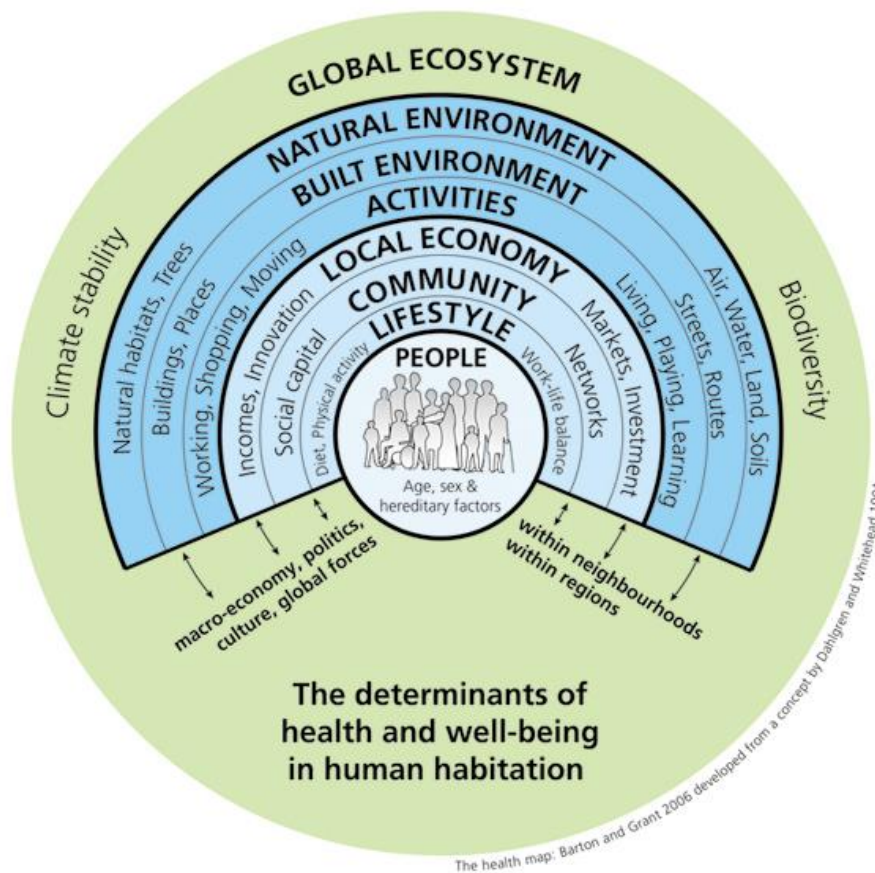 GLOBAL ECOSYSTEM
NATURAL ENVIRONMENT
BUILT ENVIRONMENT
ACTIVITIES
LOCAL ECONOMY
COMMUNITY
LIFESTYLE
PEOPLE
Age, sex &
hereditary factors
Climate stability
Natural habitats, Trees
Buildings, Places
Working, Shopping, Moving
Incomes, Innovation
Social capital
Diet, Physical activity
Work-life balance
Networks
Markets, Investment
Living, Playing, Learning
Streets, Routes
Air, Water, Land, Soils
Biodiversity
macro-economy, politics,
culture, global forces
within neighbourhoods
within regions
The determinants of
health and well-being
in human habitation
The health map: Barton and Grant 2006 developed from a concept by Dahlgren and Whitehead